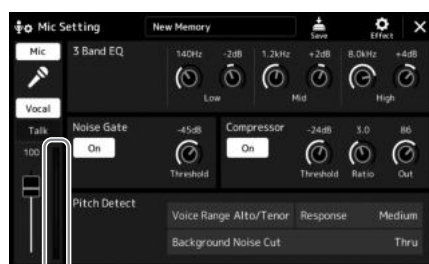 Mic Setting New Memory Save Effect
Mic
3 Band EQ
140Hz -2dB 1.2kHz +2dB 8.0kHz +4dB
Low Mid High
Vocal
Talk
100
Noise Gate
On
-45dB
Threshold
Compressor
On
-24dB 3.0 86
Threshold Ratio Out
Pitch Detect
Voice Range Alto/Tenor Response Medium
Background Noise Cut Thru